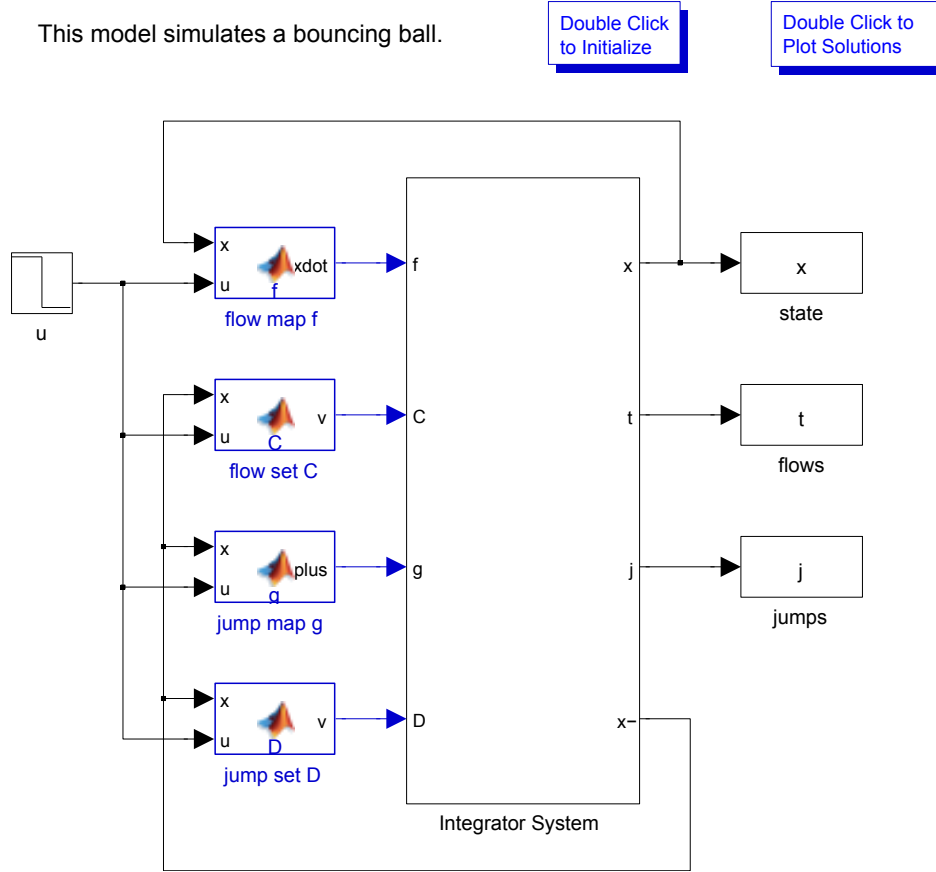 This model simulates a bouncing ball.
Double Click
to Initialize
Double Click to
Plot Solutions
u
x
u
xdot
f
flow map f
x
u
v
C
flow set C
x
u
plus
g
jump map g
x
u
v
D
jump set D
f
C
g
D
x
t
j
x−
Integrator System
x
state
t
flows
j
jumps